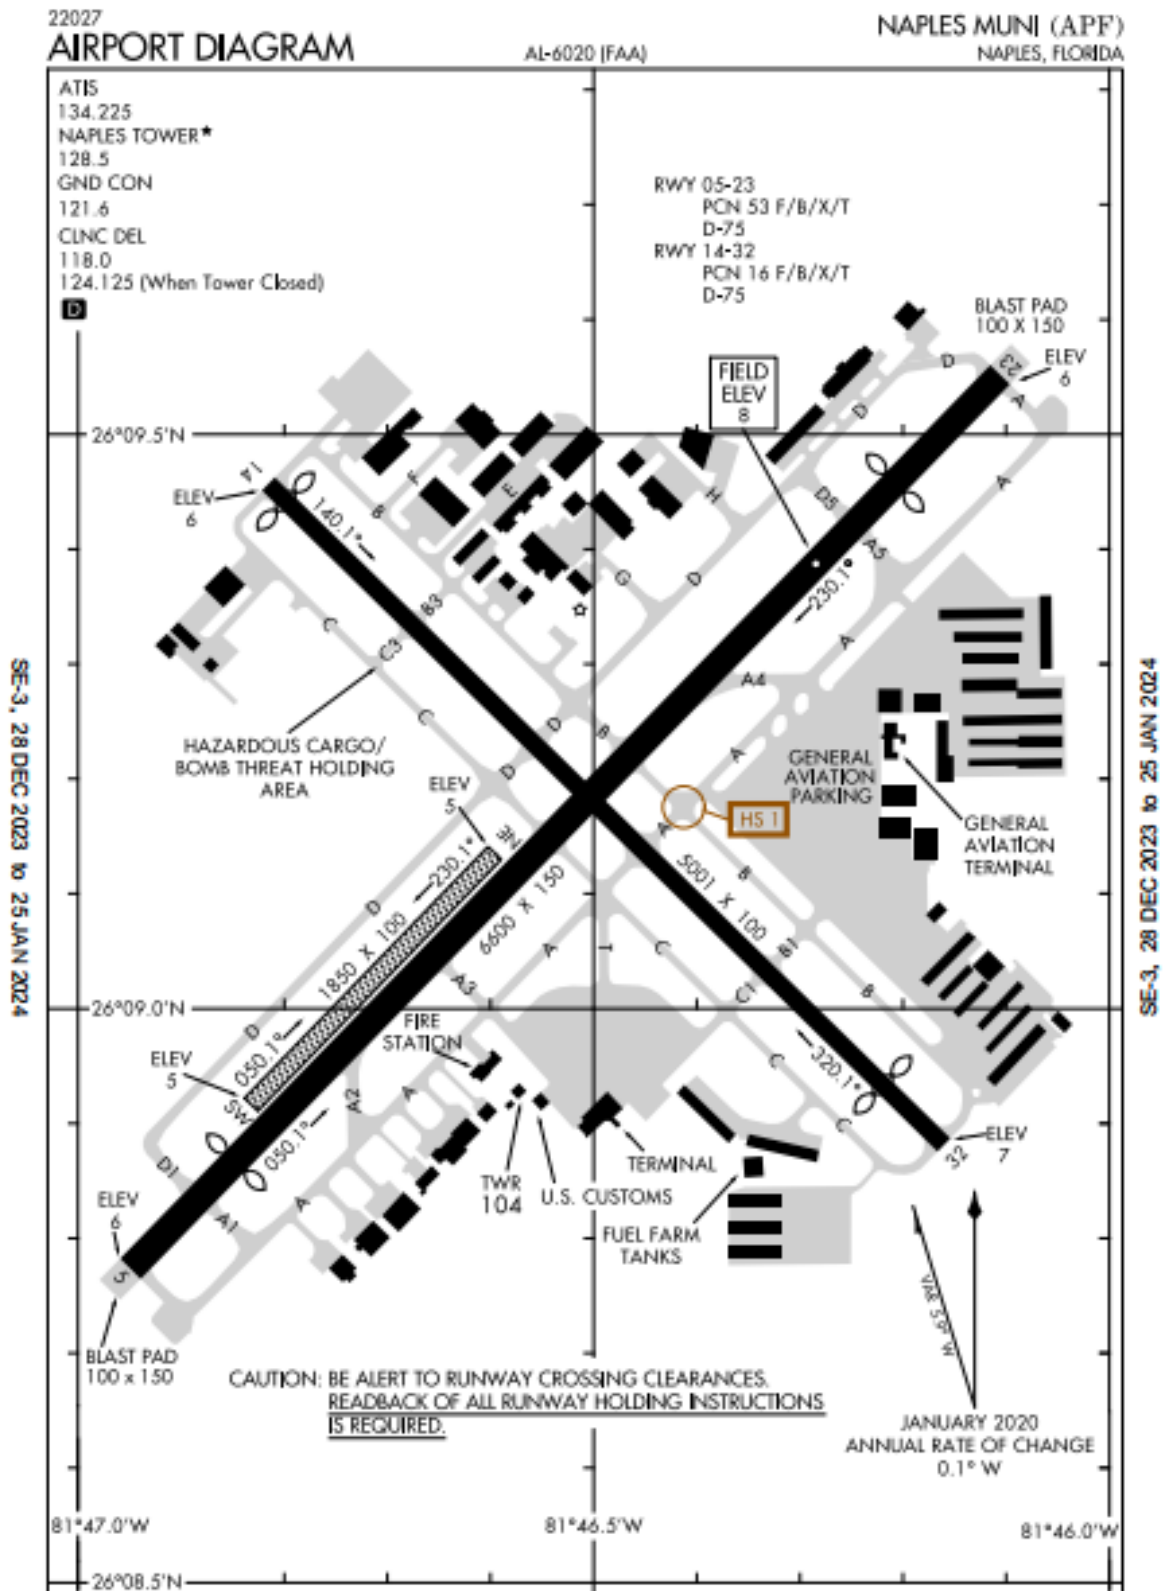 22027
AIRPORT DIAGRAM
AL-6020 (FAA)
NAPLES MUNI (APF)
NAPLES, FLORIDA
ATIS
134.225
NAPLES TOWER★
128.5
GND CON
121.6
CLNC DEL
118.0
124.125 (When Tower Closed)
D
RWY 05-23
PCN 53 F/B/X/T
D-75
RWY 14-32
PCN 16 F/B/X/T
D-75
BLAST PAD
100 X 150
ELEV
6
23
FIELD
ELEV
8
D
A
D
26°09.5'N
14
ELEV
6
140.1°
B
F
E
H
D5
A
A5
G
D
230.1°
B3
C
C3
A
A4
C
D
B
D
A
HAZARDOUS CARGO/
BOMB THREAT HOLDING
AREA
ELEV
5
NE
230.1°
GENERAL
AVIATION
PARKING
HS 1
GENERAL
AVIATION
TERMINAL
A
B
D
1850 X 100
6600 X 150
5001 X 100
A
T
C
B1
A3
C1
B
26°09.0'N
D
FIRE
STATION
050.1°
ELEV
5
SW
A2
A
C
320.1°
C
050.1°
D1
TWR
104
U.S. CUSTOMS
TERMINAL
FUEL FARM
TANKS
32
ELEV
7
ELEV
6
A1
A
5
BLAST PAD
100 x 150
VAR 5.9° W
CAUTION: BE ALERT TO RUNWAY CROSSING CLEARANCES.
READBACK OF ALL RUNWAY HOLDING INSTRUCTIONS
IS REQUIRED.
JANUARY 2020
ANNUAL RATE OF CHANGE
0.1° W
81°47.0'W
81°46.5'W
81°46.0'W
26°08.5'N
SE-3, 28 DEC 2023 to 25 JAN 2024
SE-3, 28 DEC 2023 to 25 JAN 2024